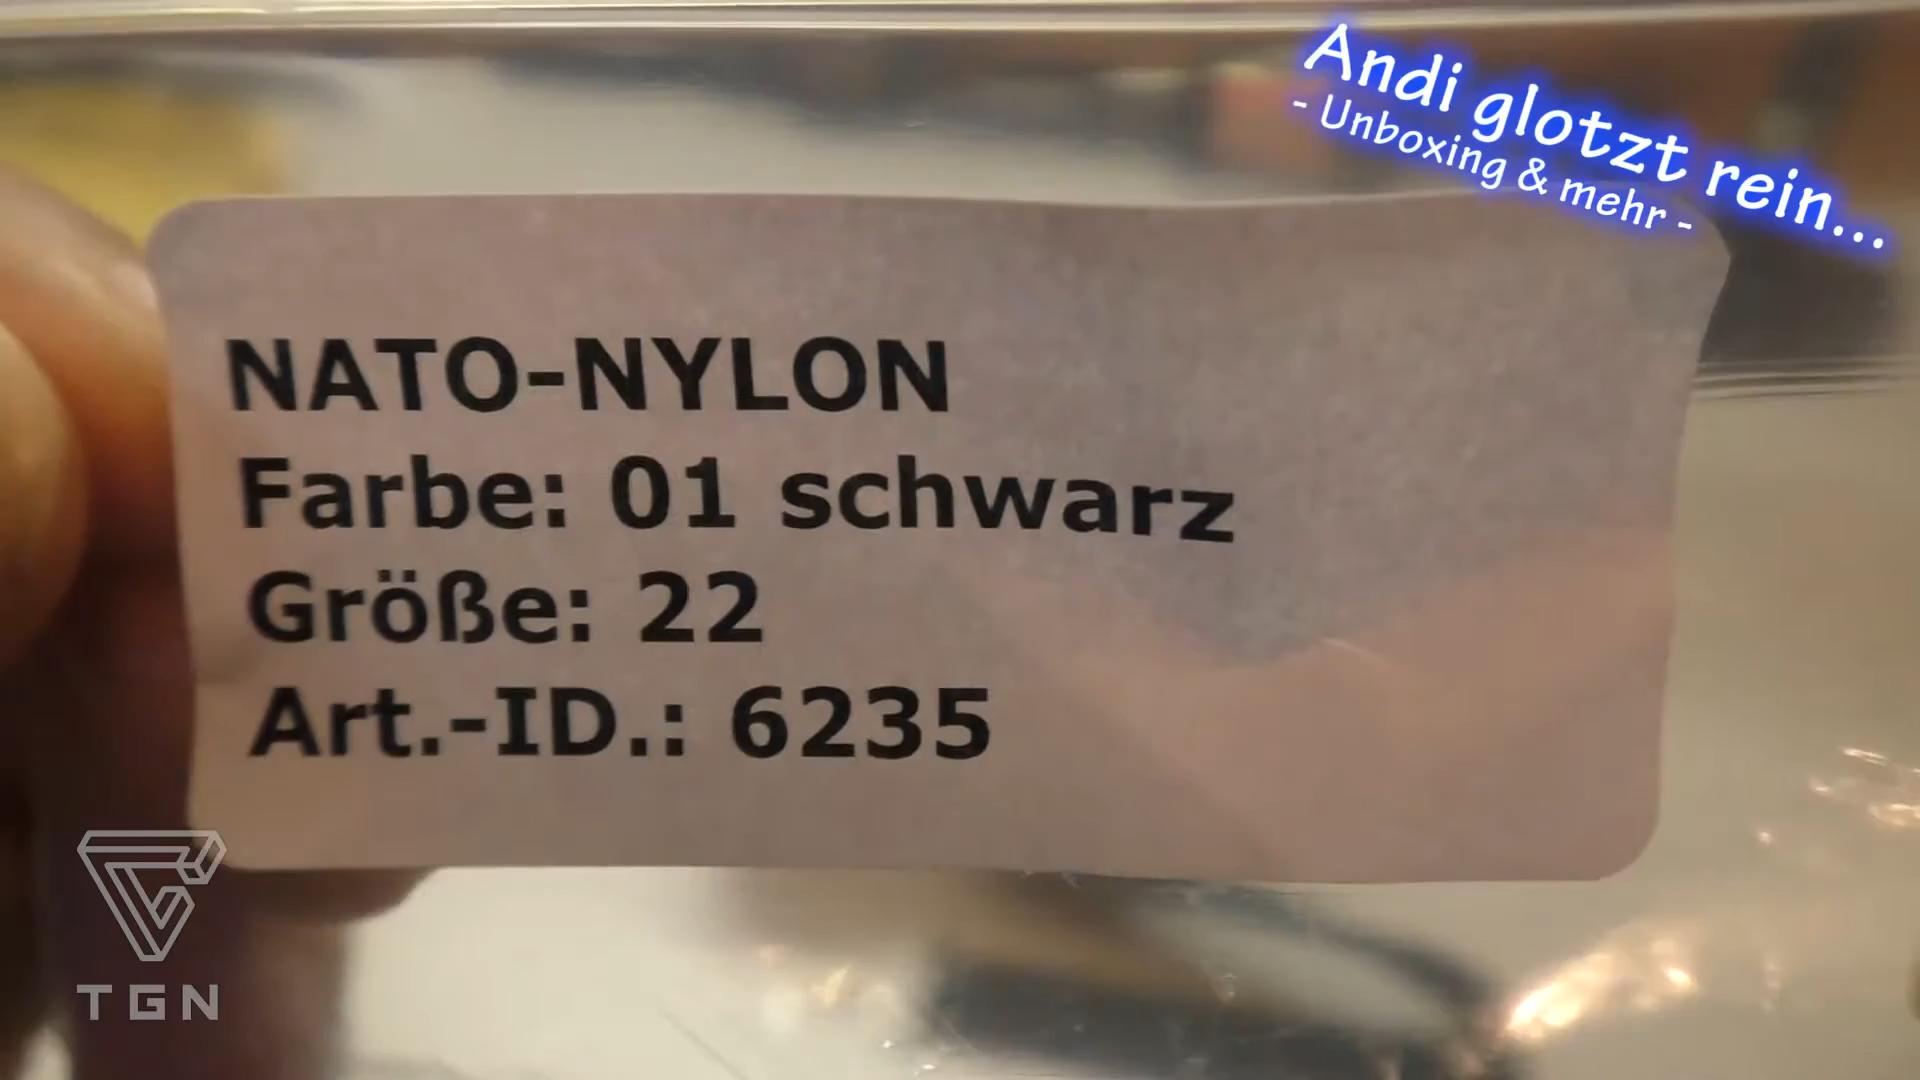 Andi glotzt rein...
- Unboxing & mehr -
NATO-NYLON
Farbe: 01 schwarz
Größe: 22
Art.-ID.: 6235
TGN